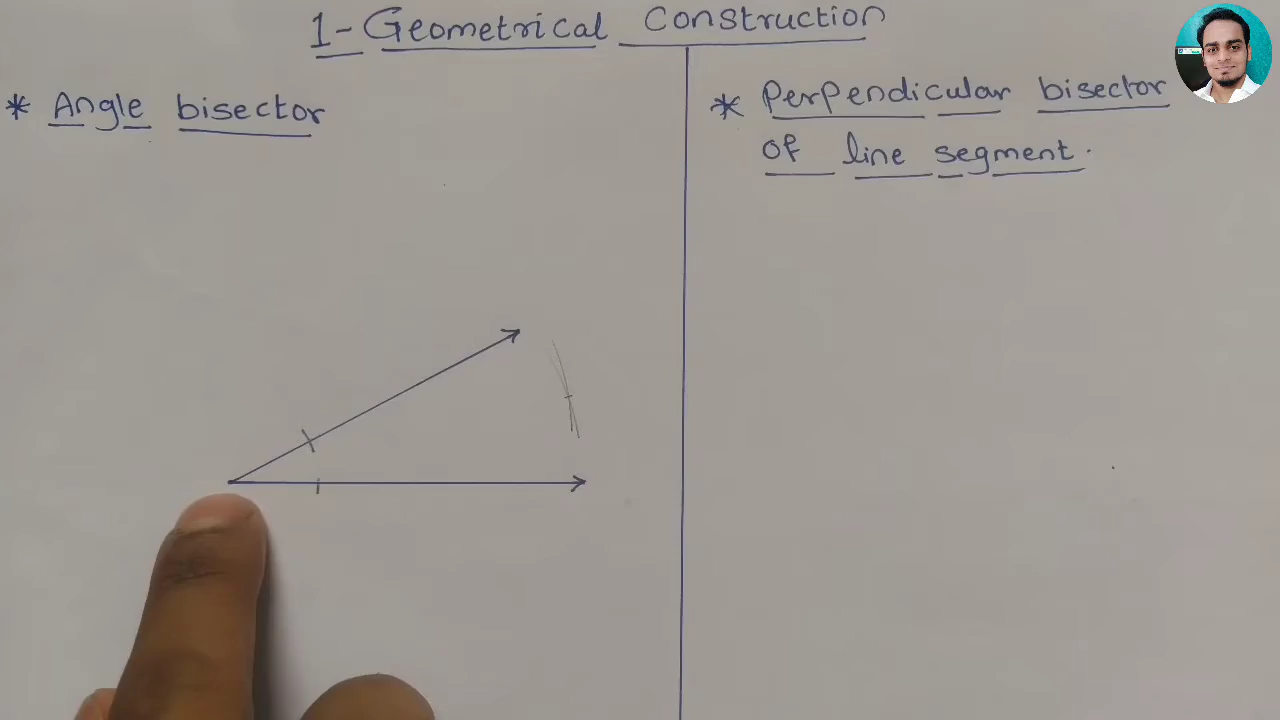 1- Geometrical Construction
* Angle bisector
* Perpendicular bisector
of line segment.